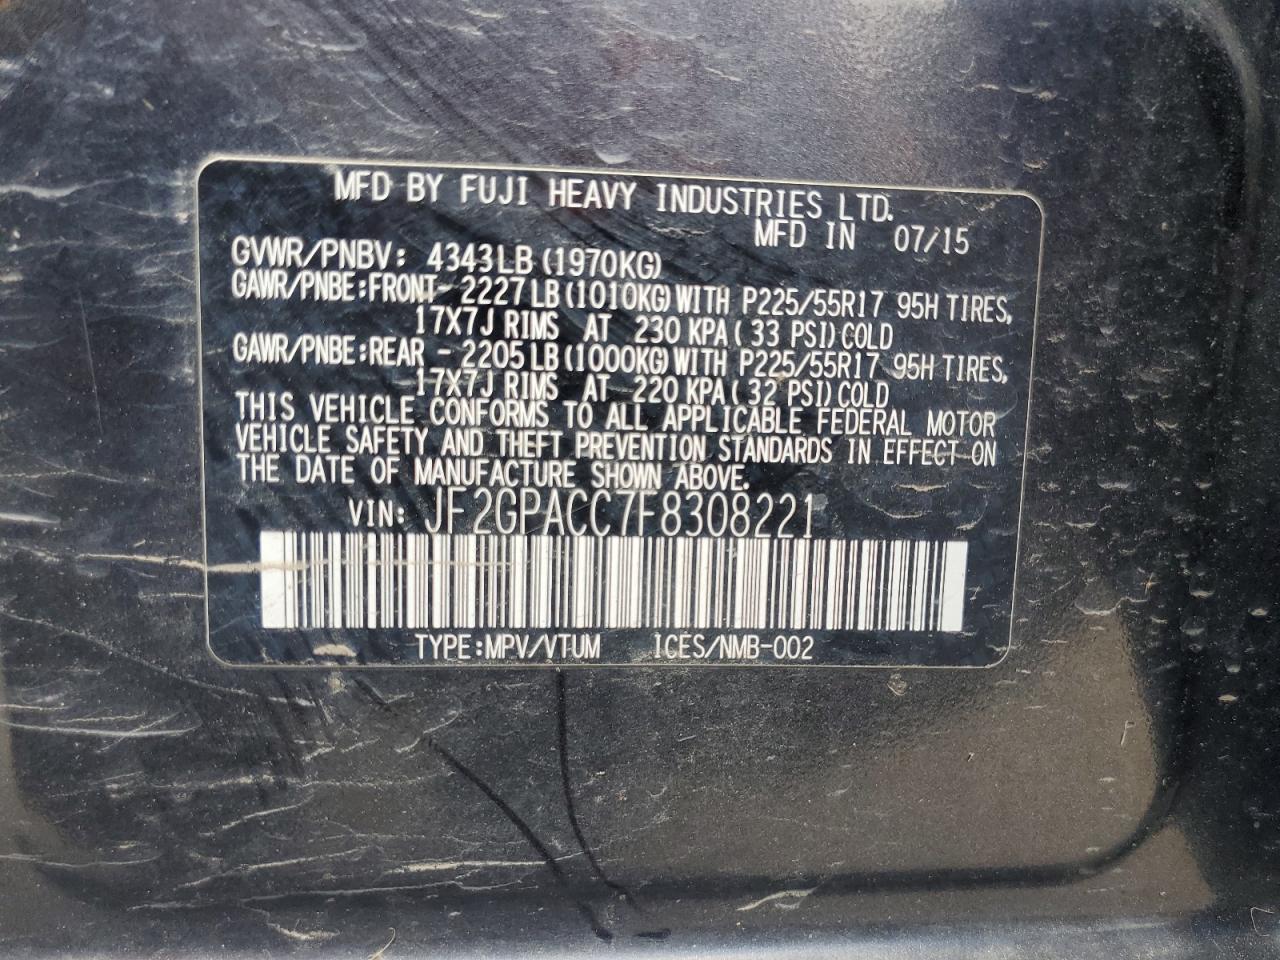 MFD BY FUJI HEAVY INDUSTRIES LTD.
MFD IN 07/15
GVWR/PNBV: 4343LB (1970KG)
GAWR/PNBE:FRONT- 2227LB(1010KG)WITH P225/55R17 95H TIRES,
17X7J RIMS AT 230 KPA( 33 PSI)COLD
GAWR/PNBE:REAR - 2205LB(1000KG)WITH P225/55R17 95H TIRES,
17X7J RIMS AT 220 KPA( 32 PSI)COLD
THIS VEHICLE CONFORMS TO ALL APPLICABLE FEDERAL MOTOR
VEHICLE SAFETY AND THEFT PREVENTION STANDARDS IN EFFECT ON
THE DATE OF MANUFACTURE SHOWN ABOVE.
VIN: JF2GPACC7F8308221
TYPE:MPV/VTUM ICES/NMB-002